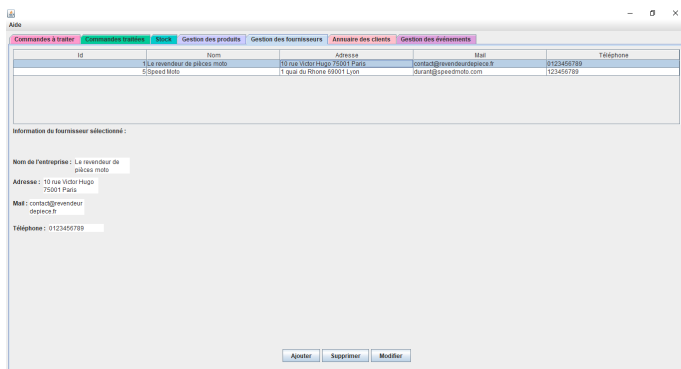 Aide
Commandes à traiter Commandes traitées Stock Gestion des produits Gestion des fournisseurs Annuaire des clients Gestion des événements
Id Nom Adresse Mail Téléphone
1 Le revendeur de pièces moto 10 rue Victor Hugo 75001 Paris contact@revendeurdepiece.fr 0123456789
5 Speed Moto 1 quai du Rhone 69001 Lyon durant@speedmoto.com 123456789
Information du fournisseur sélectionné :
Nom de l'entreprise : Le revendeur de
pièces moto
Adresse : 10 rue Victor Hugo
75001 Paris
Mail : contact@revendeur
depiece.fr
Téléphone : 0123456789
Ajouter Supprimer Modifier